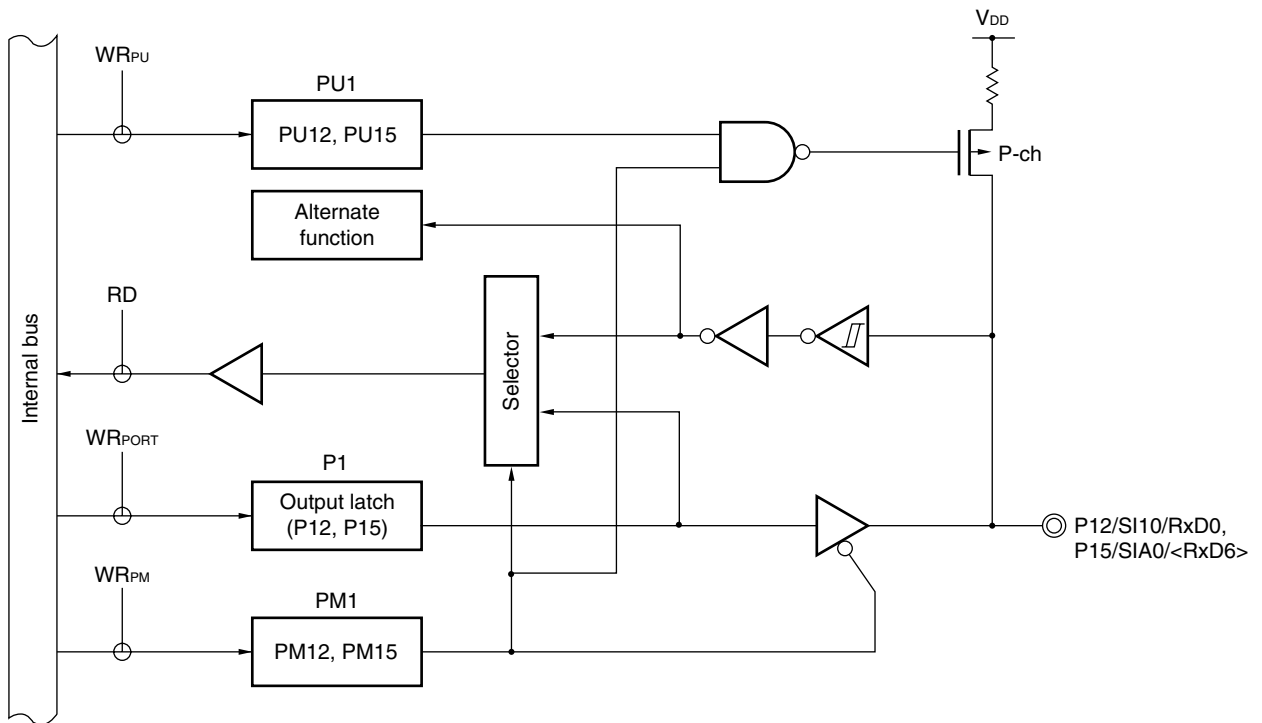 VDD
WRPU
PU1
PU12, PU15
P-ch
Alternate
function
RD
Internal bus
Selector
WRPORT
P1
Output latch
(P12, P15)
P12/SI10/RxD0,
P15/SIA0/<RxD6>
WRPM
PM1
PM12, PM15